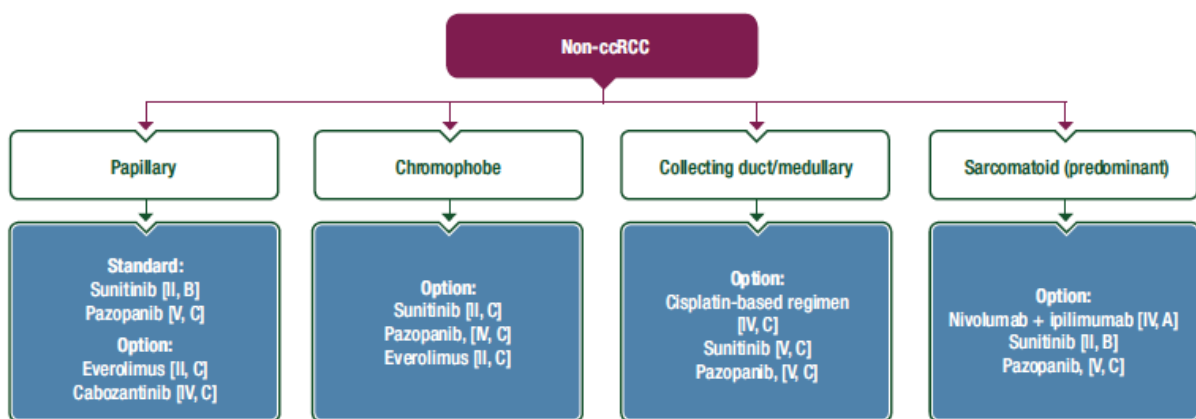 Non-ccRCC
Papillary
Chromophobe
Collecting duct/medullary
Sarcomatoid (predominant)
Standard:
Sunitinib [II, B]
Pazopanib [V, C]
Option:
Everolimus [II, C]
Cabozantinib [IV, C]
Option:
Sunitinib [II, C]
Pazopanib, [IV, C]
Everolimus [II, C]
Option:
Cisplatin-based regimen
[IV, C]
Sunitinib [V, C]
Pazopanib, [V, C]
Option:
Nivolumab + ipilimumab [IV, A]
Sunitinib [II, B]
Pazopanib, [V, C]